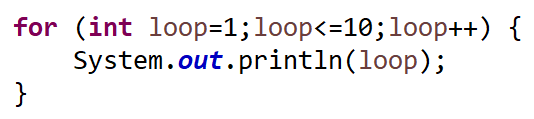 for (int loop=1;loop<=10;loop++) {
    System.out.println(loop);
}